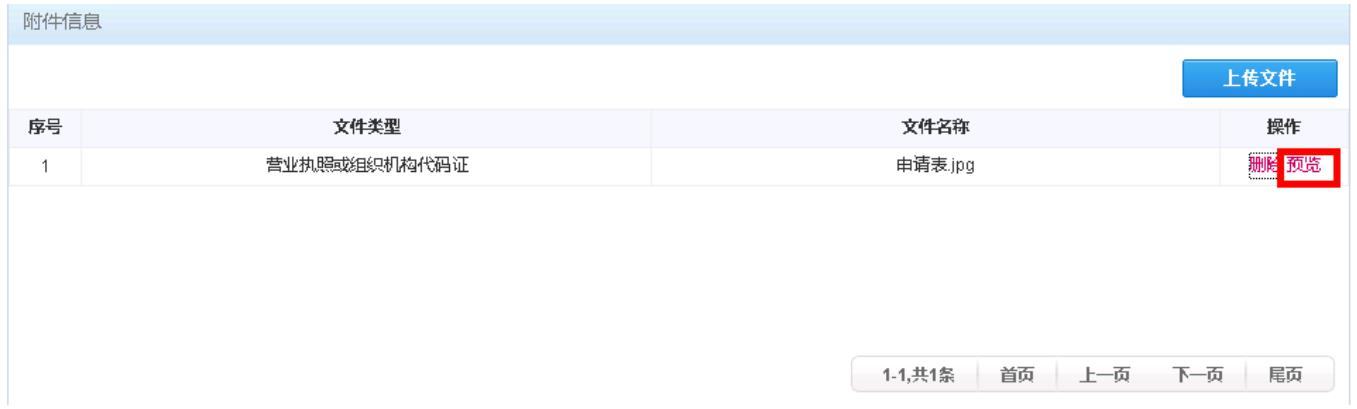 附件信息
上传文件
序号 文件类型 文件名称 操作
1 营业执照或组织机构代码证 申请表.jpg 删除 预览
1-1,共1条 首页 上一页 下一页 尾页